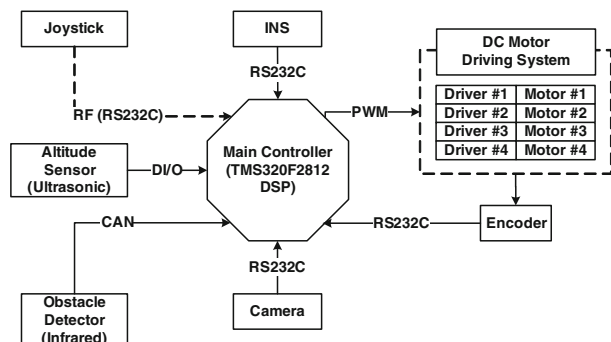 Joystick
INS
DC Motor
Driving System
RS232C
Driver #1 Motor #1
Driver #2 Motor #2
Driver #3 Motor #3
Driver #4 Motor #4
RF (RS232C)
PWM
Main Controller
(TMS320F2812
DSP)
Altitude
Sensor
(Ultrasonic)
DI/O
CAN
RS232C
Encoder
RS232C
Obstacle
Detector
(Infrared)
Camera